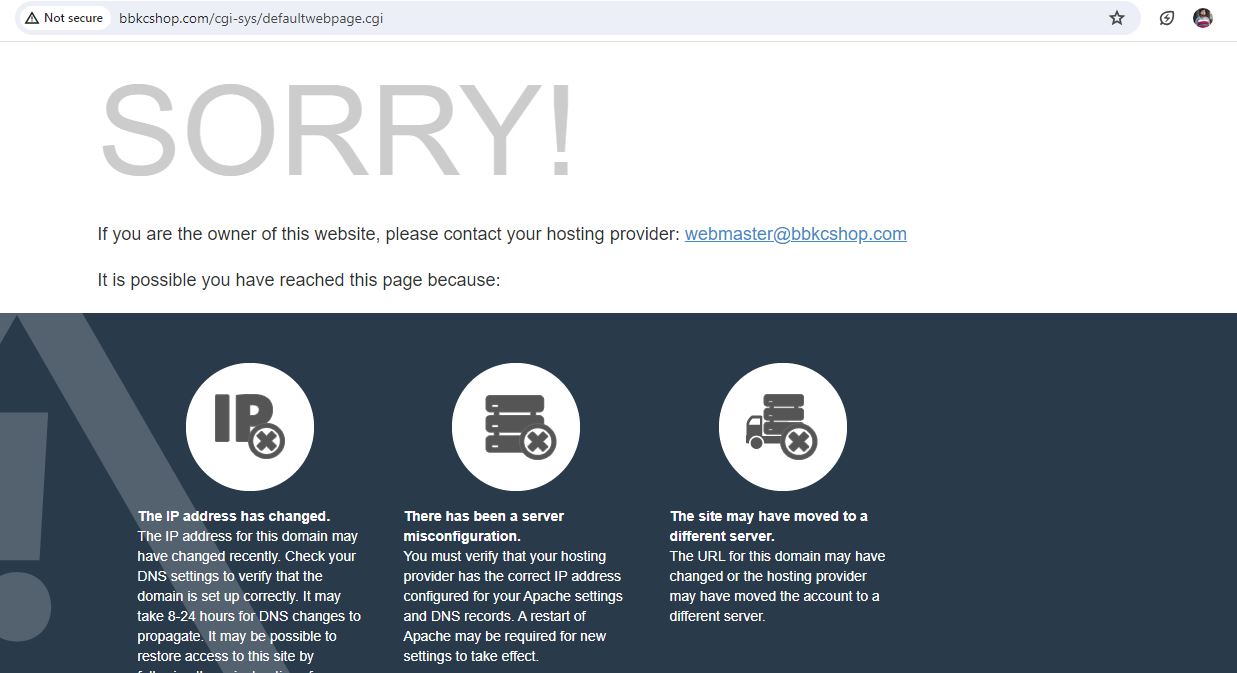 Not secure
bbkcshop.com/cgi-sys/defaultwebpage.cgi
SORRY!
If you are the owner of this website, please contact your hosting provider: webmaster@bbkcshop.com
It is possible you have reached this page because:
IP
The IP address has changed.
The IP address for this domain may
have changed recently. Check your
DNS settings to verify that the
domain is set up correctly. It may
take 8-24 hours for DNS changes to
propagate. It may be possible to
restore access to this site by
There has been a server
misconfiguration.
You must verify that your hosting
provider has the correct IP address
configured for your Apache settings
and DNS records. A restart of
Apache may be required for new
settings to take effect.
The site may have moved to a
different server.
The URL for this domain may have
changed or the hosting provider
may have moved the account to a
different server.